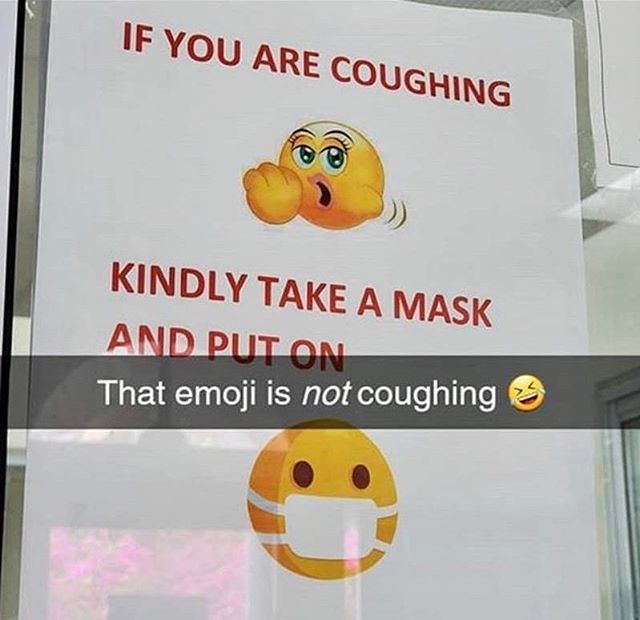 IF YOU ARE COUGHING
KINDLY TAKE A MASK
AND PUT ON
That emoji is not coughing 🤣